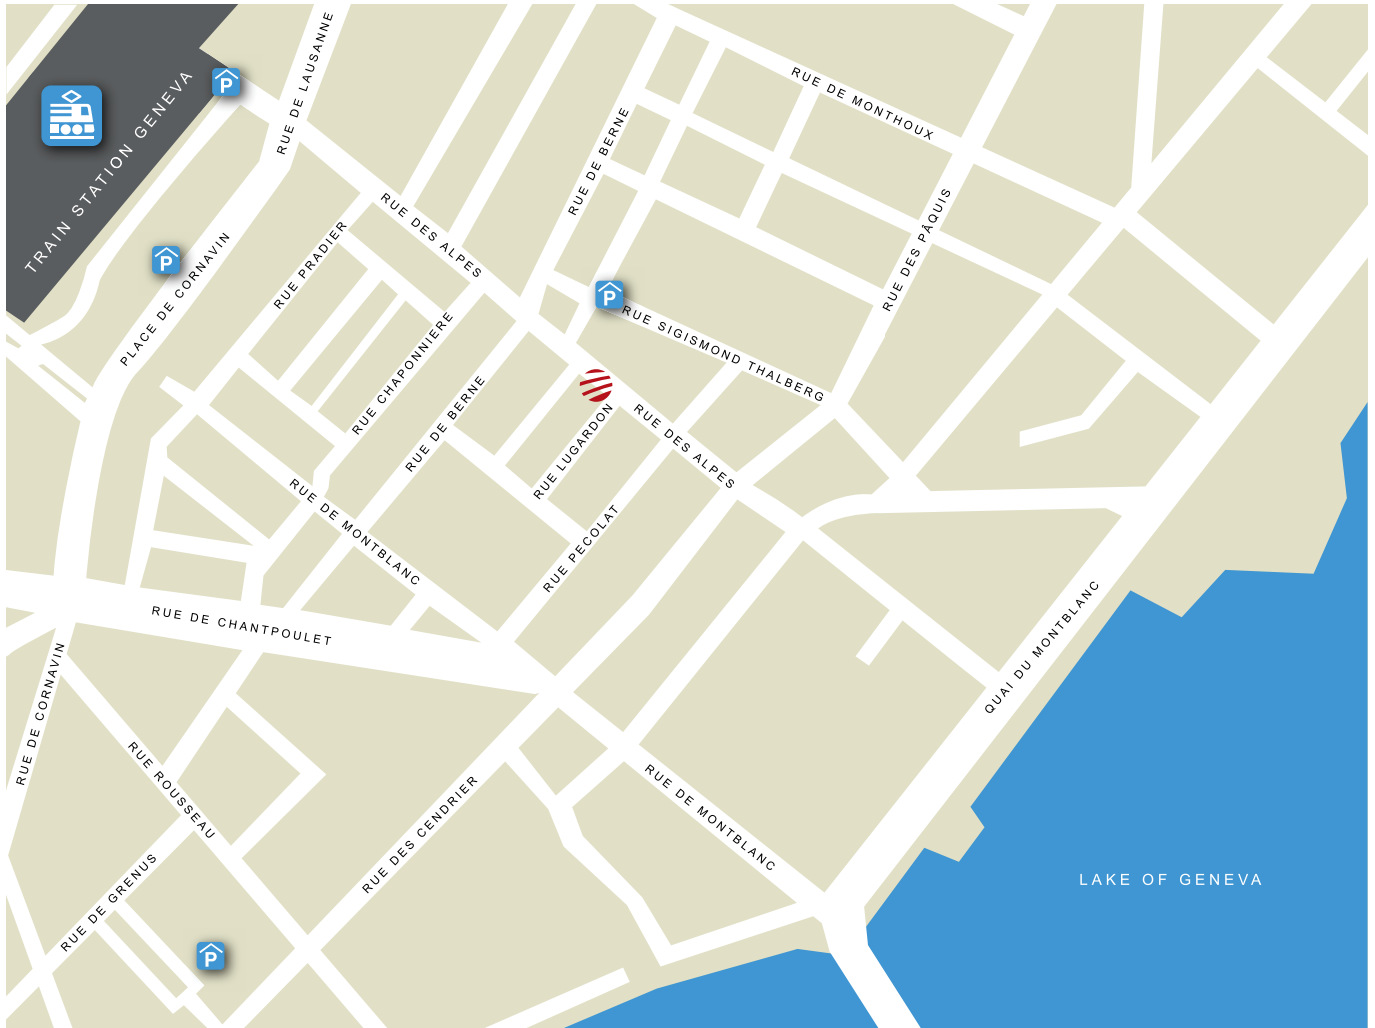 RUE DE LAUSANNE
P
TRAIN STATION GENEVA
RUE DE MONTHOUX
RUE DE BERNE
RUE DES ALPES
RUE DES PÂQUIS
P
PLACE DE CORNAVIN
RUE PRADIER
P
RUE SIGISMOND THALBERG
RUE CHAPONNIERE
RUE DE BERNE
RUE LUGARDON
RUE DES ALPES
RUE DE MONTBLANC
RUE PECOLAT
RUE DE CHANTPOULET
QUAI DU MONTBLANC
RUE DE CORNAVIN
RUE ROUSSEAU
RUE DES CENDRIER
RUE DE MONTBLANC
RUE DE GRENUS
LAKE OF GENEVA
P